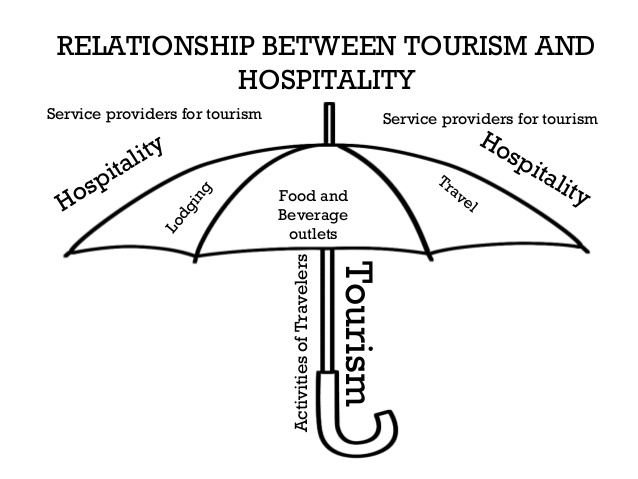 RELATIONSHIP BETWEEN TOURISM AND
HOSPITALITY
Service providers for tourism
Service providers for tourism
Hospitality
Hospitality
Lodging
Food and
Beverage
outlets
Travel
Activities of Travelers
Tourism